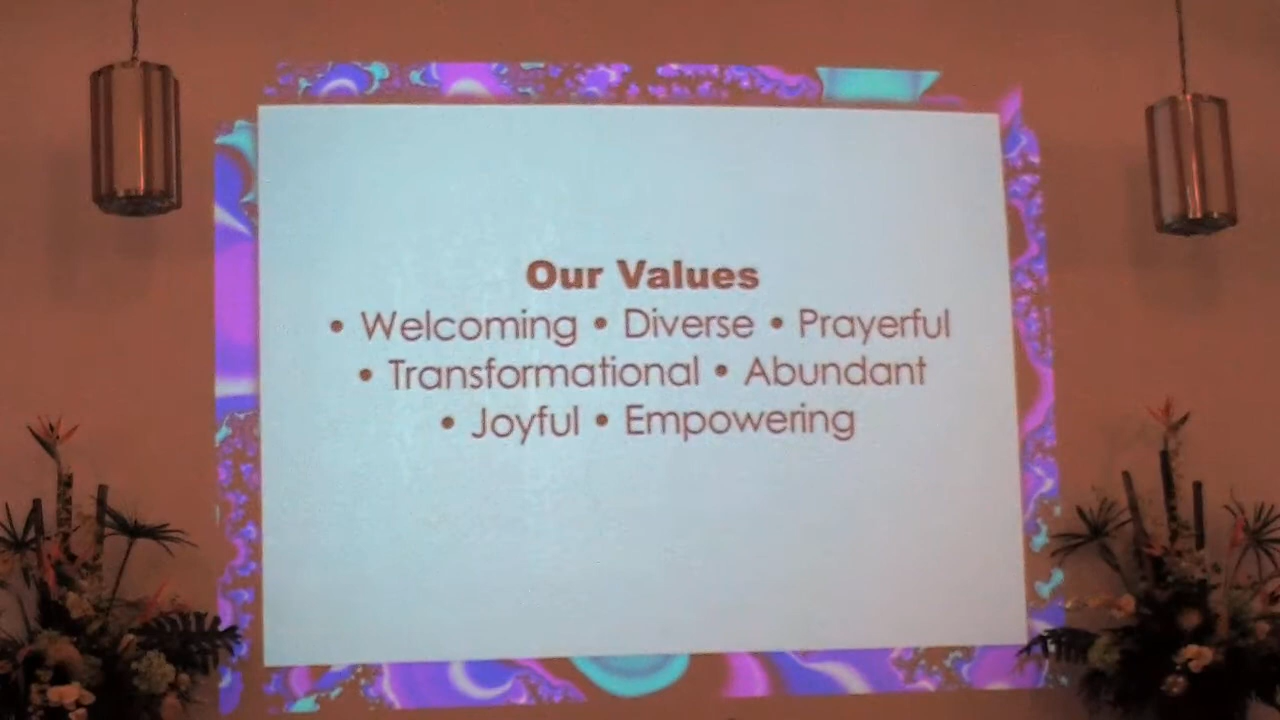 Our Values
• Welcoming • Diverse • Prayerful
• Transformational • Abundant
• Joyful • Empowering